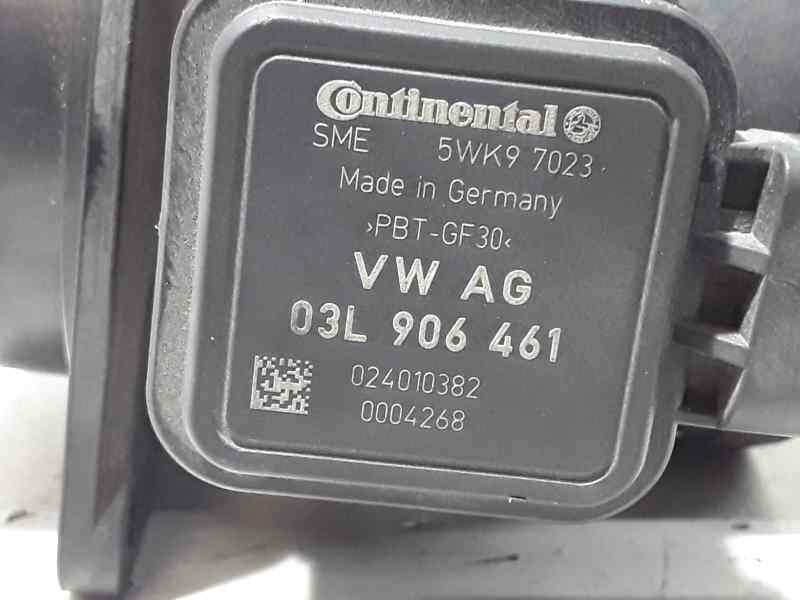 Continental
SME 5WK9 7023
Made in Germany
›PBT-GF30‹
VW AG
03L 906 461
024010382
0004268